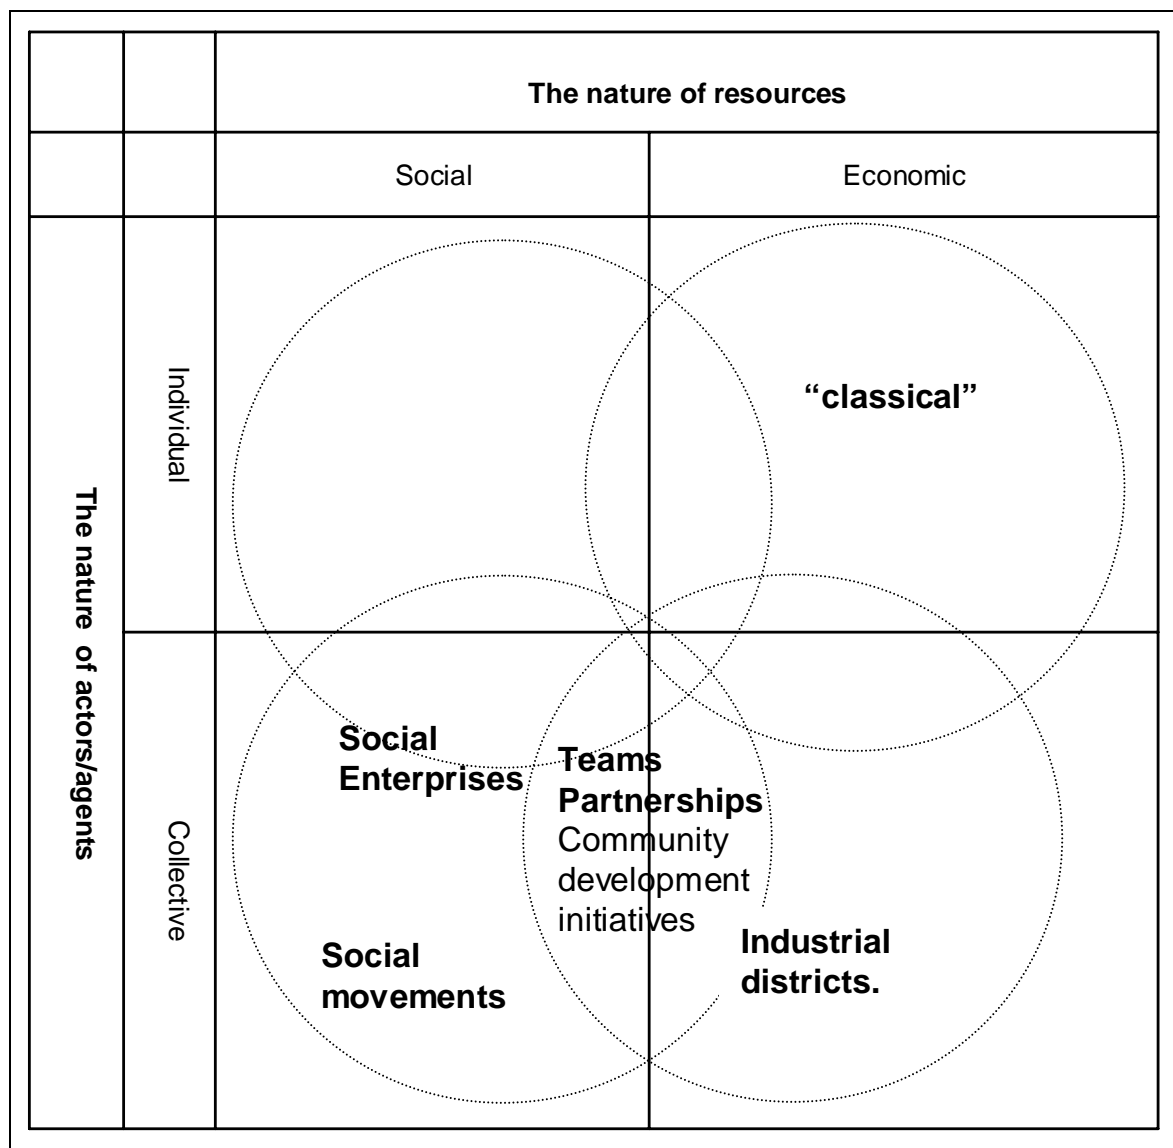 The nature of resources
Social
Economic
The nature of actors/agents
Individual
“classical”
Collective
Social
Enterprises
Teams
Partnerships
Community
development
initiatives
Social
movements
Industrial
districts.